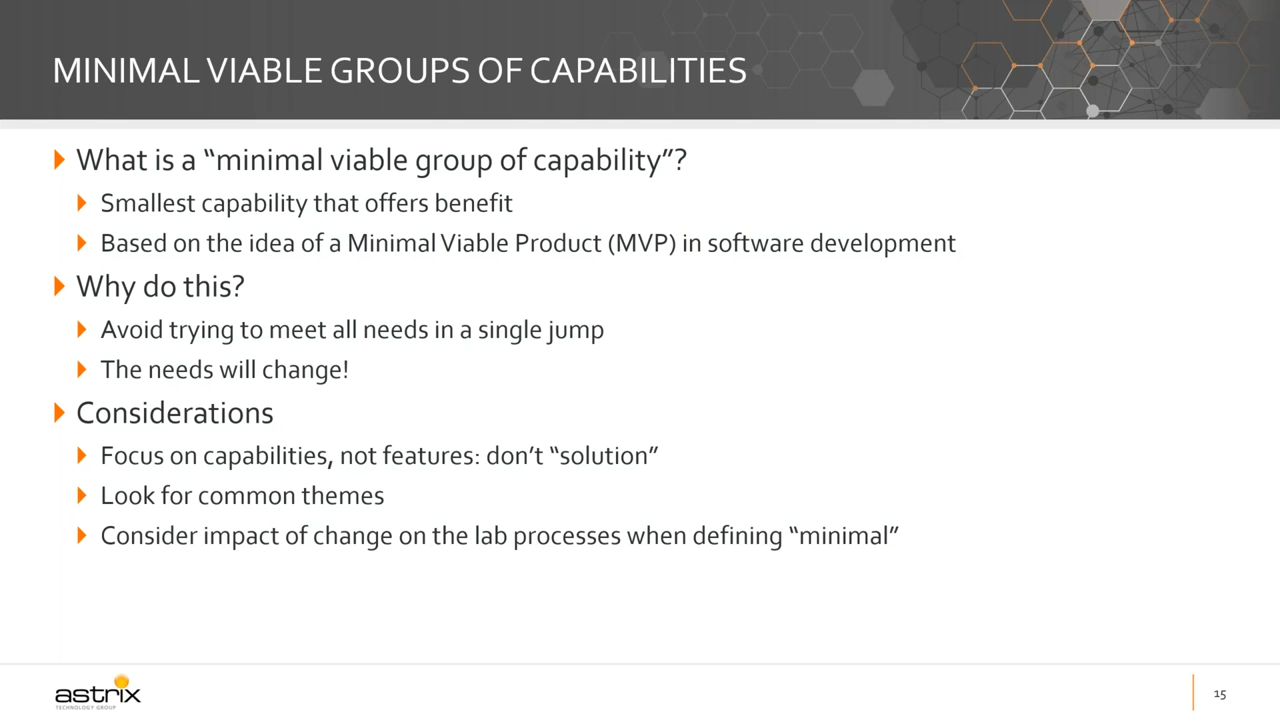 MINIMAL VIABLE GROUPS OF CAPABILITIES
What is a “minimal viable group of capability”?
Smallest capability that offers benefit
Based on the idea of a Minimal Viable Product (MVP) in software development
Why do this?
Avoid trying to meet all needs in a single jump
The needs will change!
Considerations
Focus on capabilities, not features: don’t “solution”
Look for common themes
Consider impact of change on the lab processes when defining “minimal”
astrix
TECHNOLOGY GROUP
15